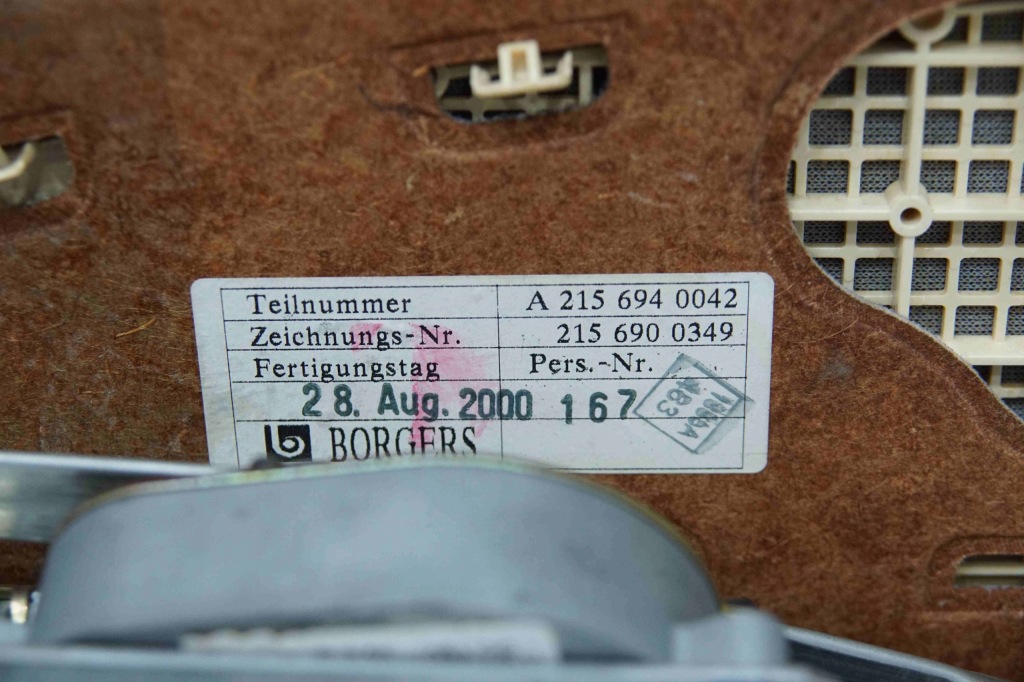 Teilnummer A 215 694 0042
Zeichnungs-Nr. 215 690 0349
Fertigungstag Pers.-Nr.
28. Aug. 2000 167
BORGERS